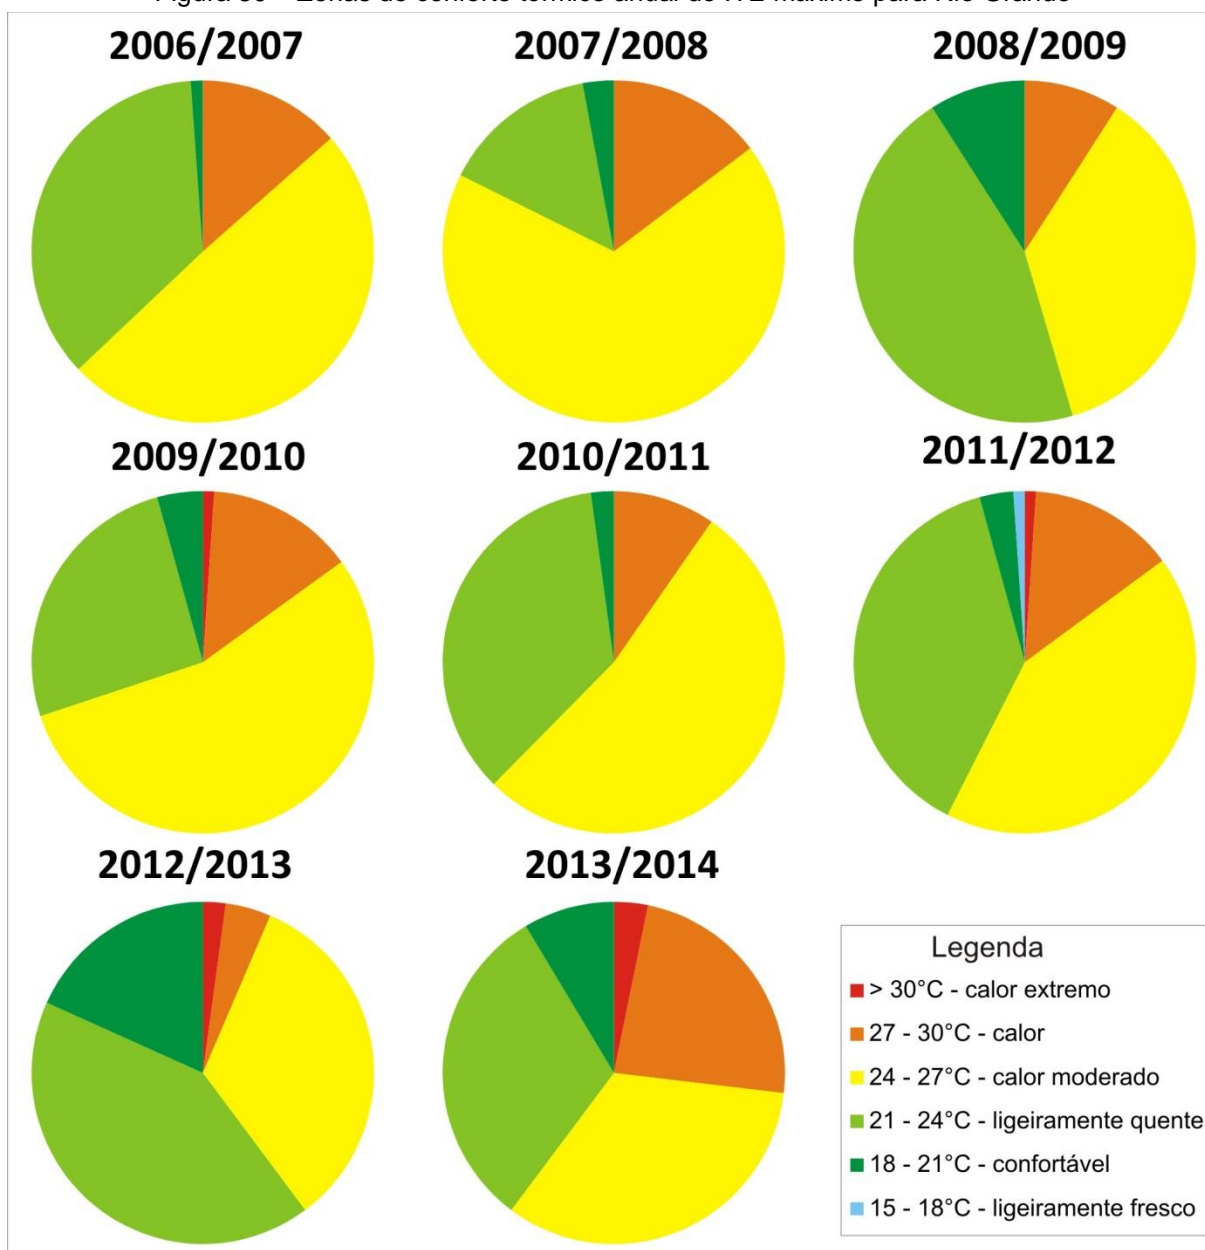 2006/2007 2007/2008 2008/2009
2009/2010 2010/2011 2011/2012
2012/2013 2013/2014
Legenda
> 30°C - calor extremo
27 - 30°C - calor
24 - 27°C - calor moderado
21 - 24°C - ligeiramente quente
18 - 21°C - confortável
15 - 18°C - ligeiramente fresco